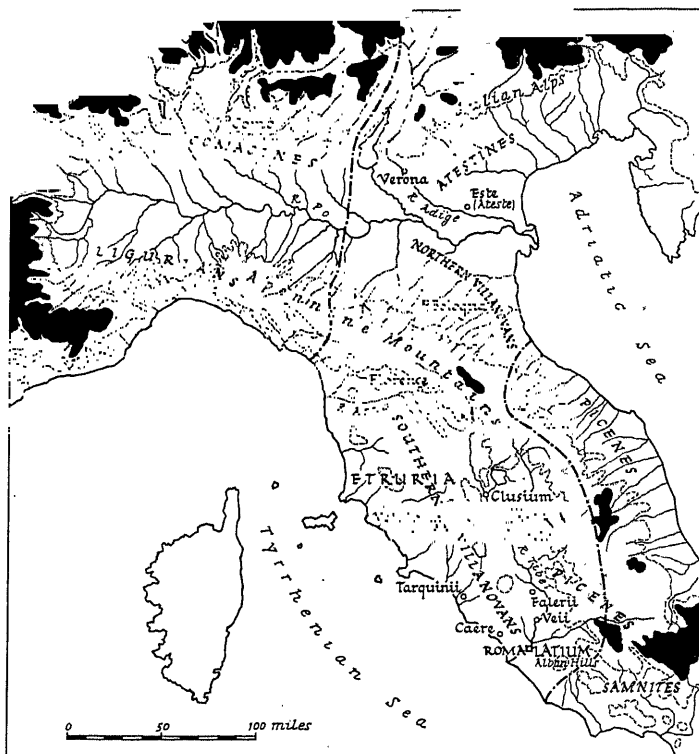 COMACINES
Verona
ATESTINES
Este
(Ateste)
R. Adige
R. PO
LIGURIANS
NORTHERN VILLANOVANS
Adriatic Sea
Apennine Mountains
Florence
SOUTHERN VILLANOVANS
PICENES
ETRURIA
Clusium
Tyrrhenian Sea
Tarquinii
Falerii
Veii
Caere
ROMA
LATIUM
Alban Hills
SAMNITES
0 50 100 miles